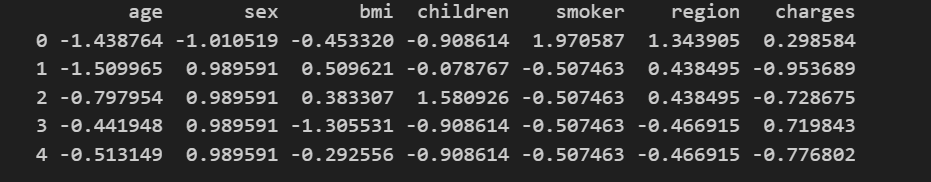 age sex bmi children smoker region charges
0 -1.438764 -1.010519 -0.453320 -0.908614 1.970587 1.343905 0.298584
1 -1.509965 0.989591 0.509621 -0.078767 -0.507463 0.438495 -0.953689
2 -0.797954 0.989591 0.383307 1.580926 -0.507463 0.438495 -0.728675
3 -0.441948 0.989591 -1.305531 -0.908614 -0.507463 -0.466915 0.719843
4 -0.513149 0.989591 -0.292556 -0.908614 -0.507463 -0.466915 -0.776802